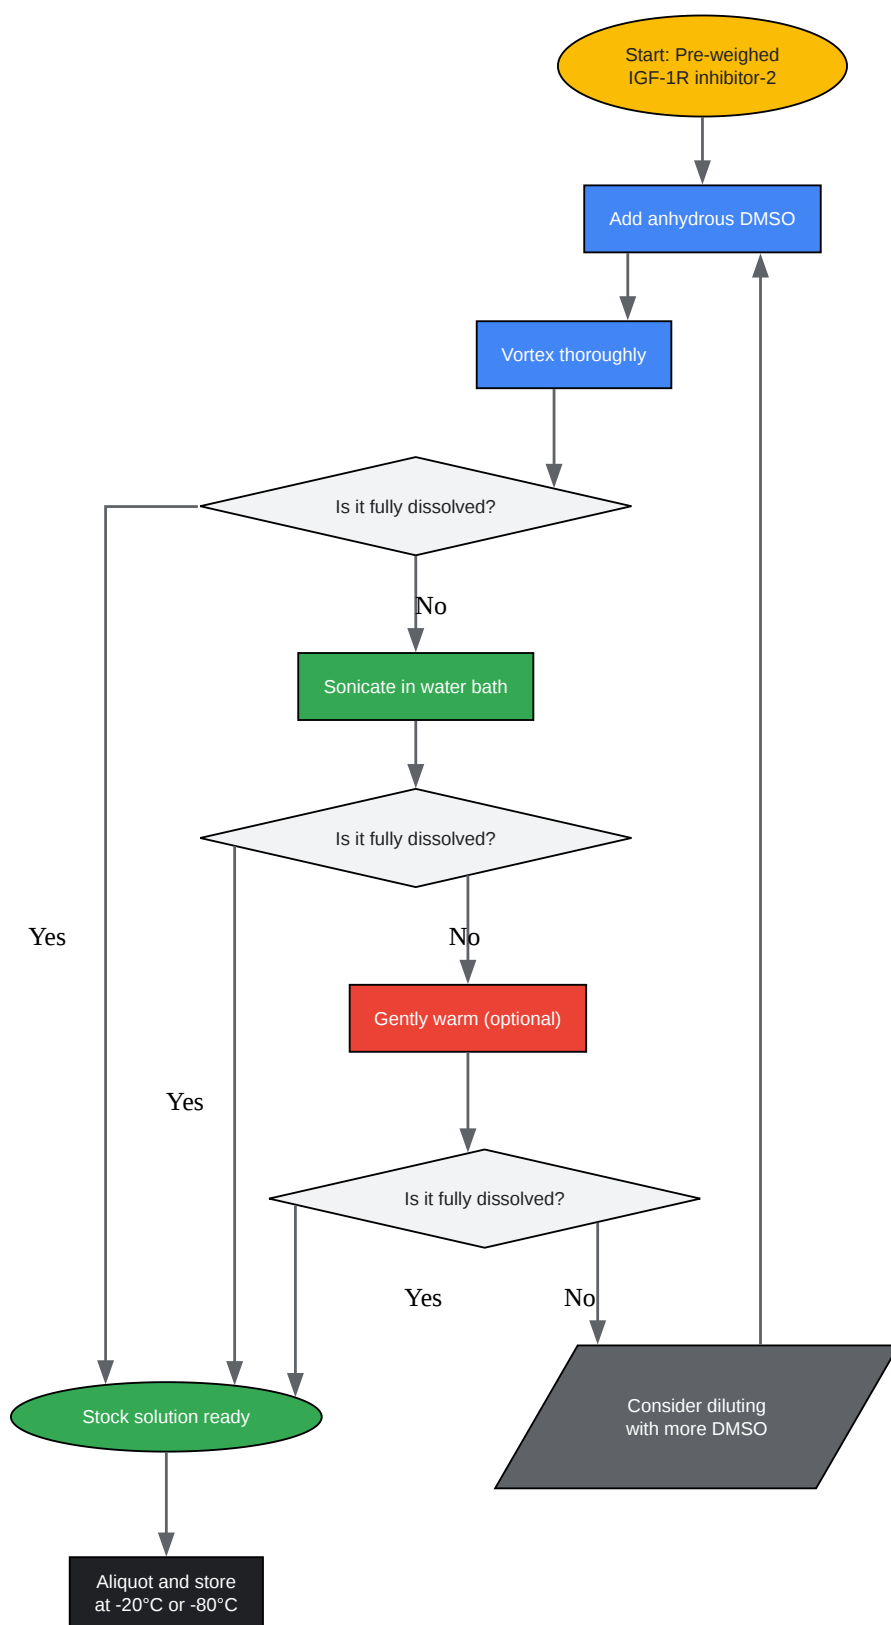 Start: Pre-weighed
IGF-1R inhibitor-2
Add anhydrous DMSO
Vortex thoroughly
Is it fully dissolved?
No
Sonicate in water bath
Is it fully dissolved?
Yes
No
Gently warm (optional)
Yes
Is it fully dissolved?
Yes
No
Consider diluting
with more DMSO
Stock solution ready
Aliquot and store
at -20°C or -80°C